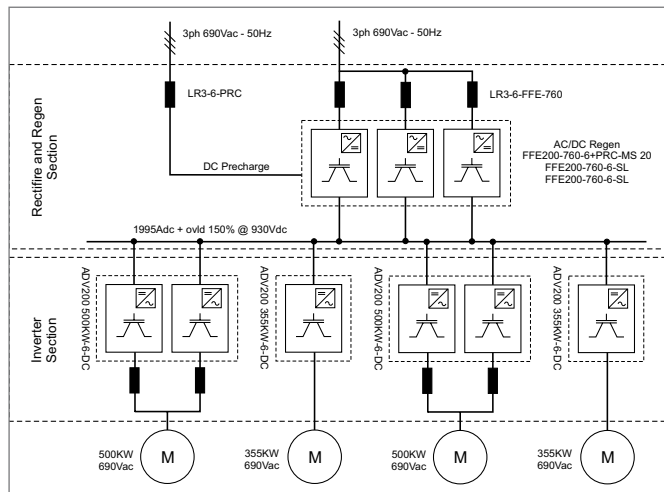 3ph 690Vac - 50Hz
3ph 690Vac - 50Hz
LR3-6-PRC
LR3-6-FFE-760
Rectifire and Regen
Section
AC/DC Regen
FFE200-760-6+PRC-MS 20
FFE200-760-6-SL
FFE200-760-6-SL
DC Precharge
1995Adc + ovld 150% @ 930Vdc
Inverter
Section
ADV200 500KW-6-DC
ADV200 355KW-6-DC
ADV200 500KW-6-DC
ADV200 355KW-6-DC
500KW
690Vac
M
355KW
690Vac
M
500KW
690Vac
M
355KW
690Vac
M